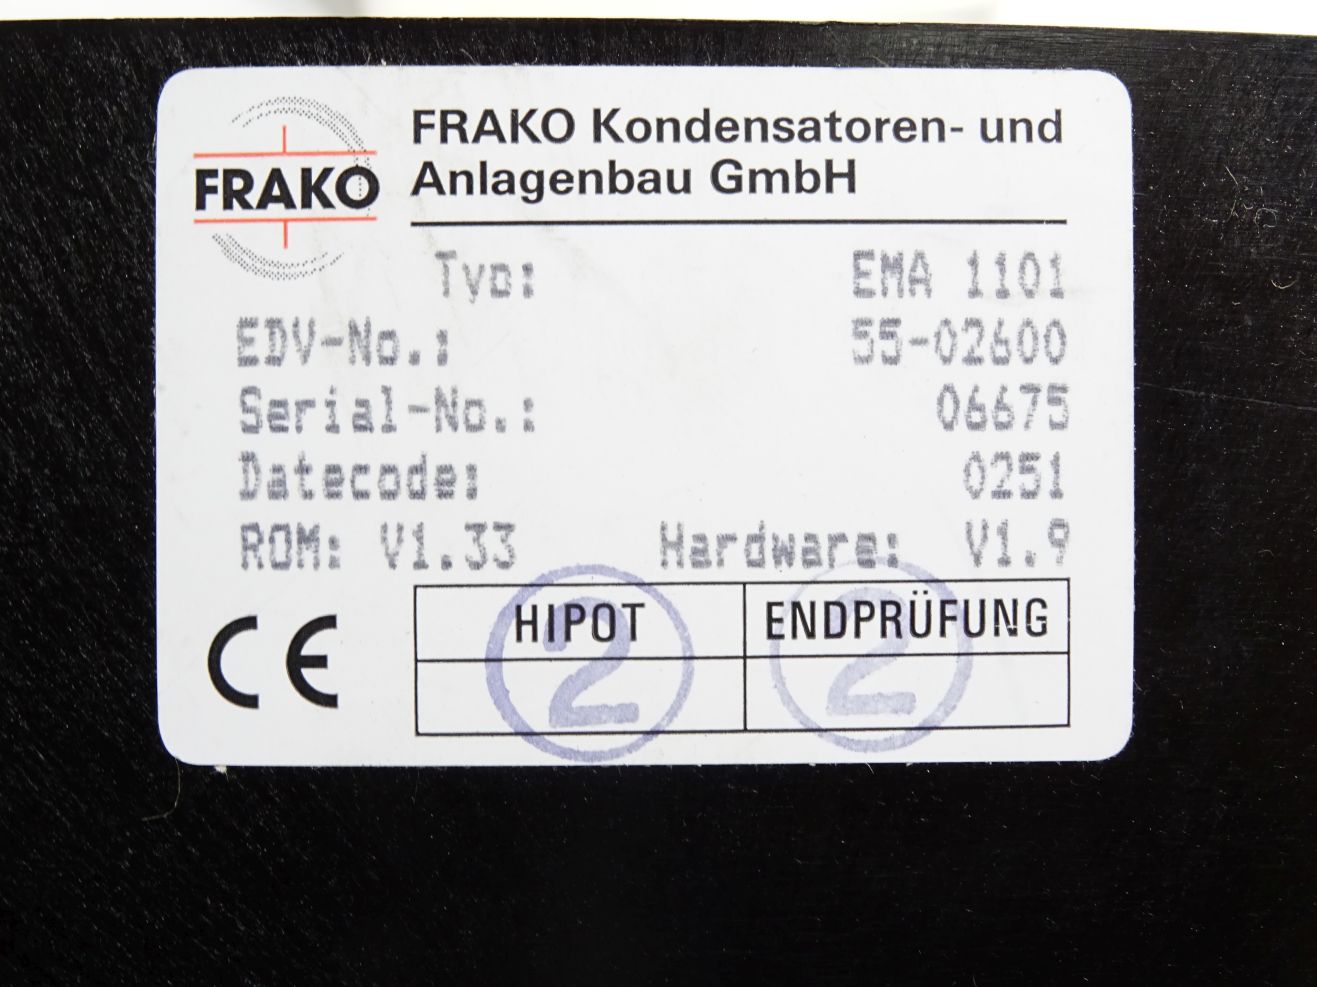 FRAKO
FRAKO Kondensatoren- und
Anlagenbau GmbH
Typ: EMA 1101
EDV-No.: 55-02600
Serial-No.: 06675
Datecode: 0251
ROM: V1.33 Hardware: V1.9
CE
HIPOT ENDPRÜFUNG
2 2